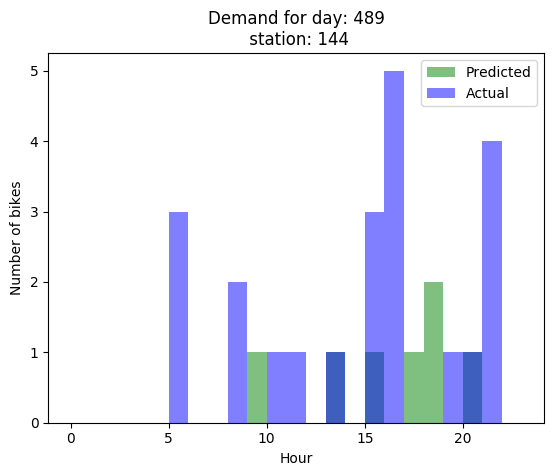 Demand for day: 489
station: 144
Predicted
Actual
Number of bikes
5
4
3
2
1
0
0 5 10 15 20
Hour